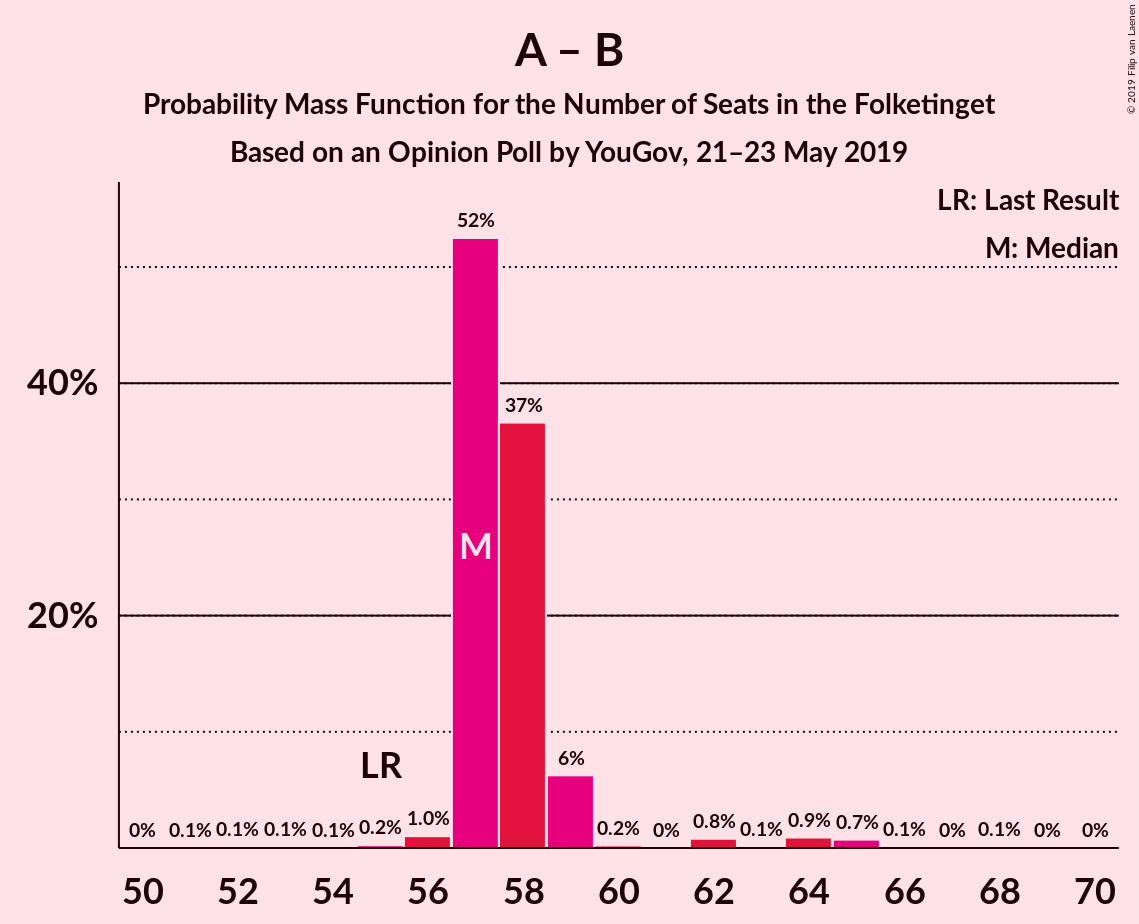 A – B
Probability Mass Function for the Number of Seats in the Folketinget
Based on an Opinion Poll by YouGov, 21–23 May 2019
© 2019 Filip van Laenen
LR: Last Result
M: Median
40%
20%
52%
37%
M
LR
6%
0% 0.1% 0.1% 0.1% 0.1% 0.2% 1.0% 0.2% 0% 0.8% 0.1% 0.9% 0.7% 0.1% 0% 0.1% 0% 0%
50 52 54 56 58 60 62 64 66 68 70